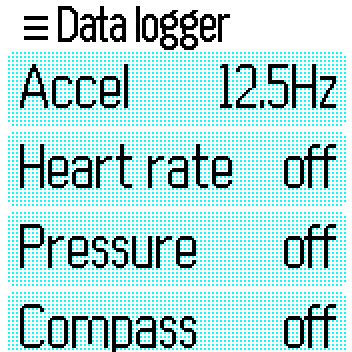 Data logger
Accel 12.5Hz
Heart rate off
Pressure off
Compass off